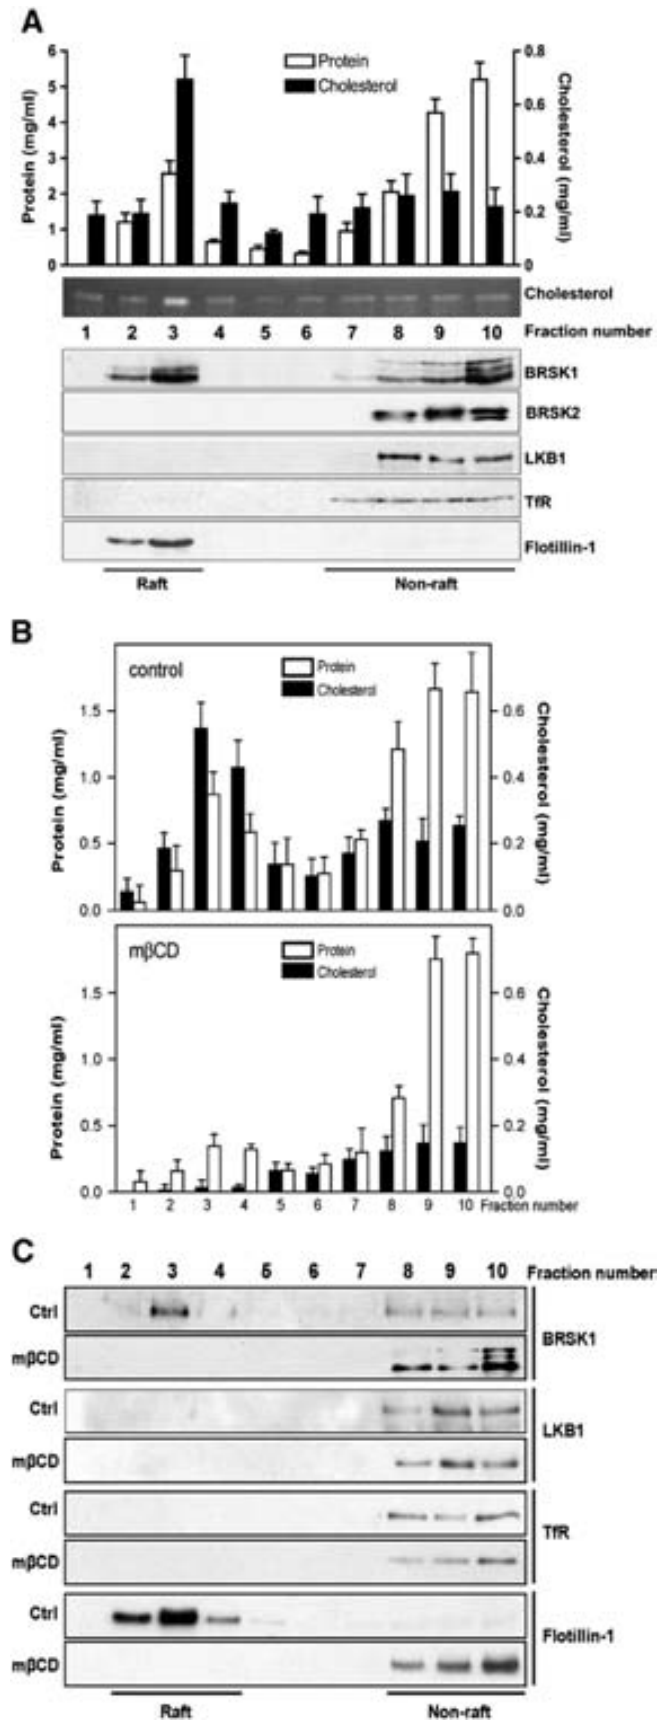 A
Protein
Cholesterol
Protein (mg/ml)
6
5
4
3
2
1
0
0.8
0.6
0.4
0.2
0
Cholesterol (mg/ml)
Cholesterol
1 2 3 4 5 6 7 8 9 10 Fraction number
BRSK1
BRSK2
LKB1
TfR
Flotillin-1
Raft Non-raft
B
control
Protein
Cholesterol
Protein (mg/ml)
1.5
1.0
0.5
0.0
0.6
0.4
0.2
0.0
Cholesterol (mg/ml)
mβCD
Protein
Cholesterol
Protein (mg/ml)
1.5
1.0
0.5
0.0
0.6
0.4
0.2
0.0
Cholesterol (mg/ml)
1 2 3 4 5 6 7 8 9 10 Fraction number
C
1 2 3 4 5 6 7 8 9 10 Fraction number
Ctrl
mβCD
BRSK1
Ctrl
mβCD
LKB1
Ctrl
mβCD
TfR
Ctrl
mβCD
Flotillin-1
Raft Non-raft